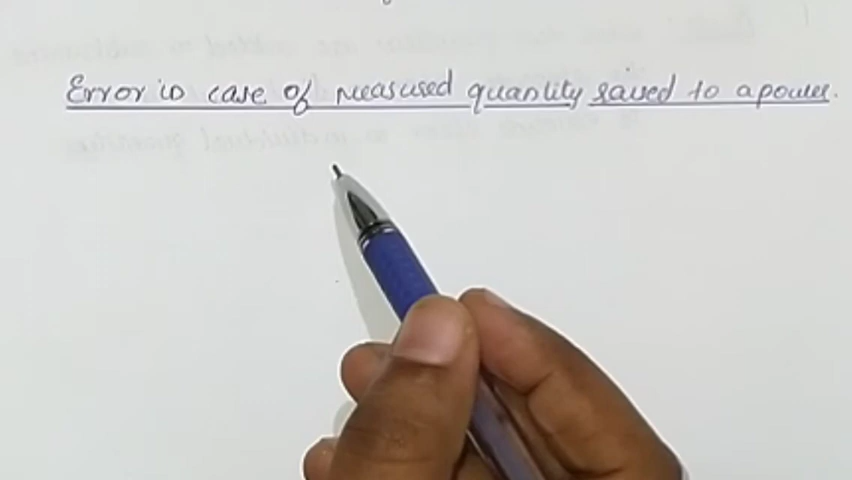 Error in case of measured quantity raised to a power.